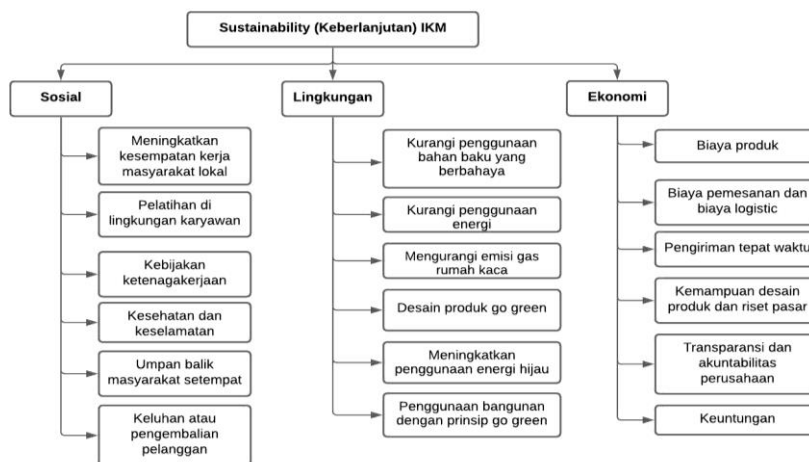 Sustainability (Keberlanjutan) IKM
Sosial
Meningkatkan
kesempatan kerja
masyarakat lokal
Pelatihan di
lingkungan karyawan
Kebijakan
ketenagakerjaan
Kesehatan dan
keselamatan
Umpan balik
masyarakat setempat
Keluhan atau
pengembalian
pelanggan
Lingkungan
Kurangi penggunaan
bahan baku yang
berbahaya
Kurangi penggunaan
energi
Mengurangi emisi gas
rumah kaca
Desain produk go green
Meningkatkan
penggunaan energi hijau
Penggunaan bangunan
dengan prinsip go green
Ekonomi
Biaya produk
Biaya pemesanan dan
biaya logistic
Pengiriman tepat waktu
Kemampuan desain
produk dan riset pasar
Transparansi dan
akuntabilitas
perusahaan
Keuntungan